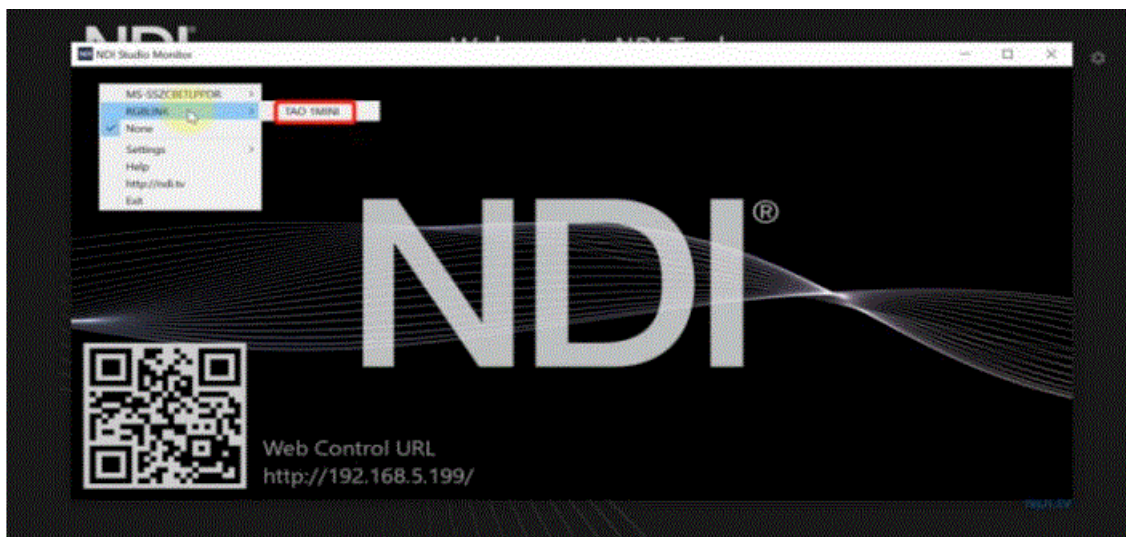 NDI Studio Monitor
RGBLINK
TAO 1MINI
None
Settings
Help
http://ndi.tv
Exit
NDI®
Web Control URL
http://192.168.5.199/